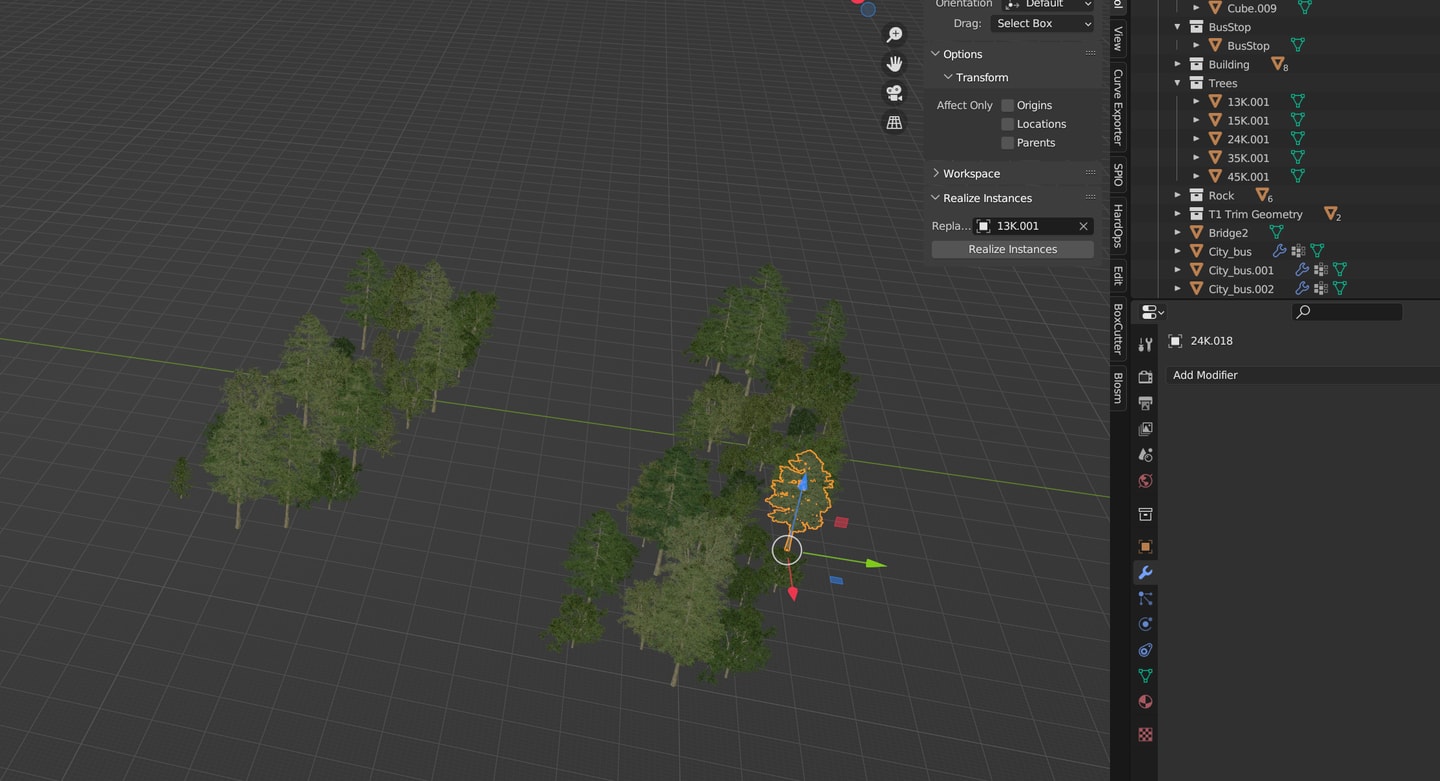 Orientation Default
Drag: Select Box
Options
Transform
Affect Only Origins
Locations
Parents
Workspace
Realize Instances
Repla... 13K.001
Realize Instances
View
Curve Exporter
SPIO
HardOps
Edit
BoxCutter
Blosm
Cube.009
BusStop
BusStop
Building 8
Trees
13K.001
15K.001
24K.001
35K.001
45K.001
Rock 6
T1 Trim Geometry 2
Bridge2
City_bus
City_bus.001
City_bus.002
24K.018
Add Modifier